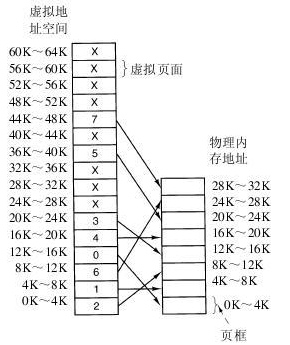 虚拟地
址空间
60K～64K X
56K～60K X 虚拟页面
52K～56K X
48K～52K X
44K～48K 7
40K～44K X
36K～40K 5
32K～36K X
28K～32K X
24K～28K X
20K～24K 3
16K～20K 4
12K～16K 0
8K～12K 6
4K～8K 1
0K～4K 2
物理内
存地址
28K～32K
24K～28K
20K～24K
16K～20K
12K～16K
8K～12K
4K～8K
0K～4K
页框